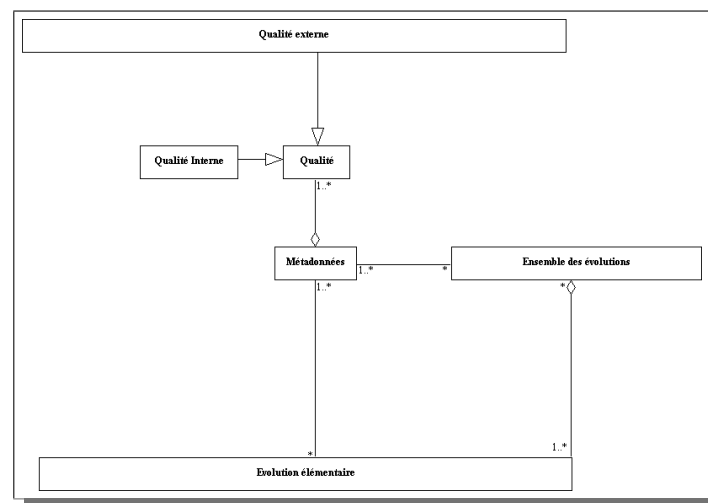 Qualité externe
Qualité Interne
Qualité
1..*
Métadonnées
Ensemble des évolutions
1..*
*
1..*
*
1..*
*
Evolution élémentaire